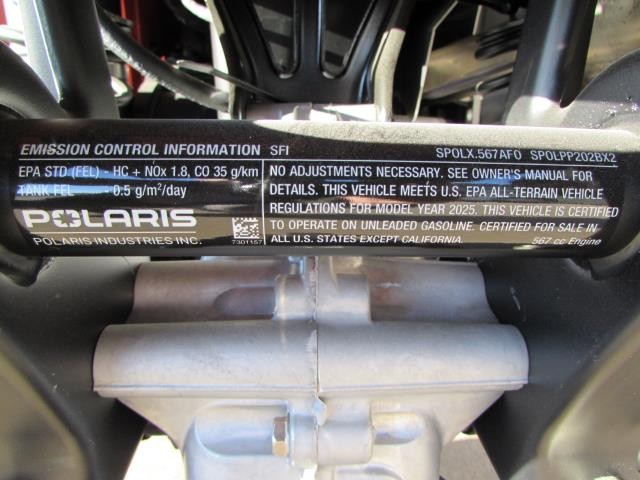 EMISSION CONTROL INFORMATION SFI SPOLX.567AF0 SPOLPP202BX2
EPA STD (FEL) - HC + NOx 1.8, CO 35 g/km
TANK FEL - 0.5 g/m²/day
POLARIS
POLARIS INDUSTRIES INC.
7301157
NO ADJUSTMENTS NECESSARY. SEE OWNER'S MANUAL FOR
DETAILS. THIS VEHICLE MEETS U.S. EPA ALL-TERRAIN VEHICLE
REGULATIONS FOR MODEL YEAR 2025. THIS VEHICLE IS CERTIFIED
TO OPERATE ON UNLEADED GASOLINE. CERTIFIED FOR SALE IN
ALL U.S. STATES EXCEPT CALIFORNIA. 567 cc Engine